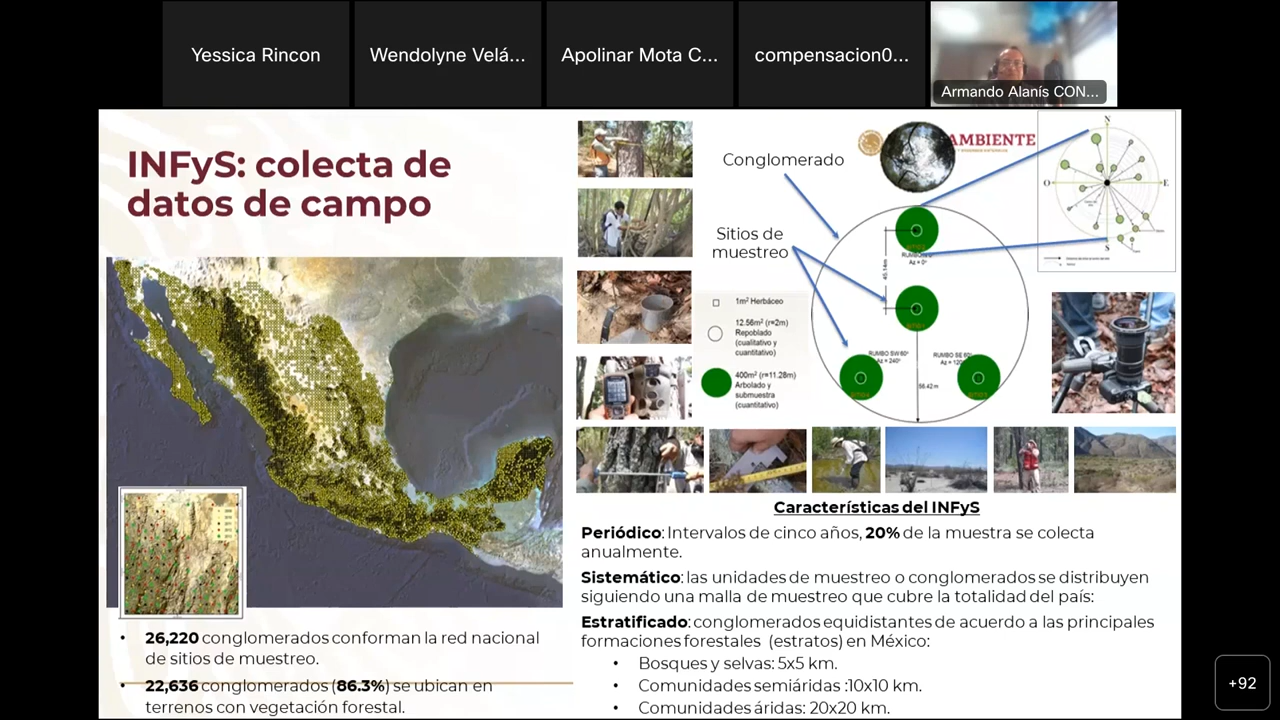 Yessica Rincon
Wendolyne Velá...
Apolinar Mota C...
compensacion0...
Armando Alanís CON...
INFyS: colecta de
datos de campo
Conglomerado
Sitios de
muestreo
AMBIENTE
N
O
E
S
1m² Herbáceo
12.56m² (r=2m)
Repoblado
(cualitativo y
cuantitativo)
400m² (r=11.28m)
Arbolado y
submuestra
(cuantitativo)
Az = 0°
45.14m
RUMBO SW 60°
Az = 240°
RUMBO SE 60°
56.42 m
Características del INFyS
Periódico: Intervalos de cinco años, 20% de la muestra se colecta
anualmente.
Sistemático: las unidades de muestreo o conglomerados se distribuyen
siguiendo una malla de muestreo que cubre la totalidad del país:
Estratificado: conglomerados equidistantes de acuerdo a las principales
formaciones forestales (estratos) en México:
• Bosques y selvas: 5x5 km.
• Comunidades semiáridas :10x10 km.
• Comunidades áridas: 20x20 km.
• 26,220 conglomerados conforman la red nacional
de sitios de muestreo.
• 22,636 conglomerados (86.3%) se ubican en
terrenos con vegetación forestal.
+92